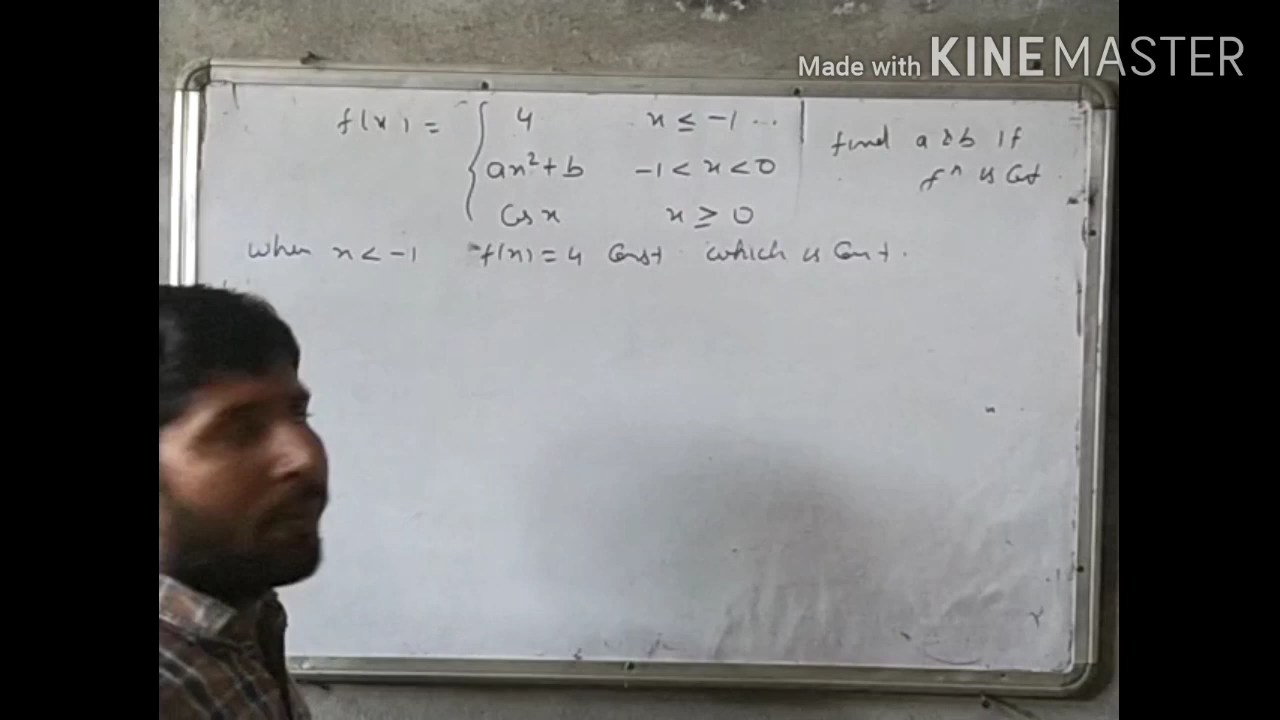 Made with KINEMASTER
f(x) = { 4 x ≤ -1 ...
ax² + b -1 < x < 0
Cos x x ≥ 0
find a & b if
fⁿ is Cont.
when x < -1 f(x) = 4 Const. which is Cont.